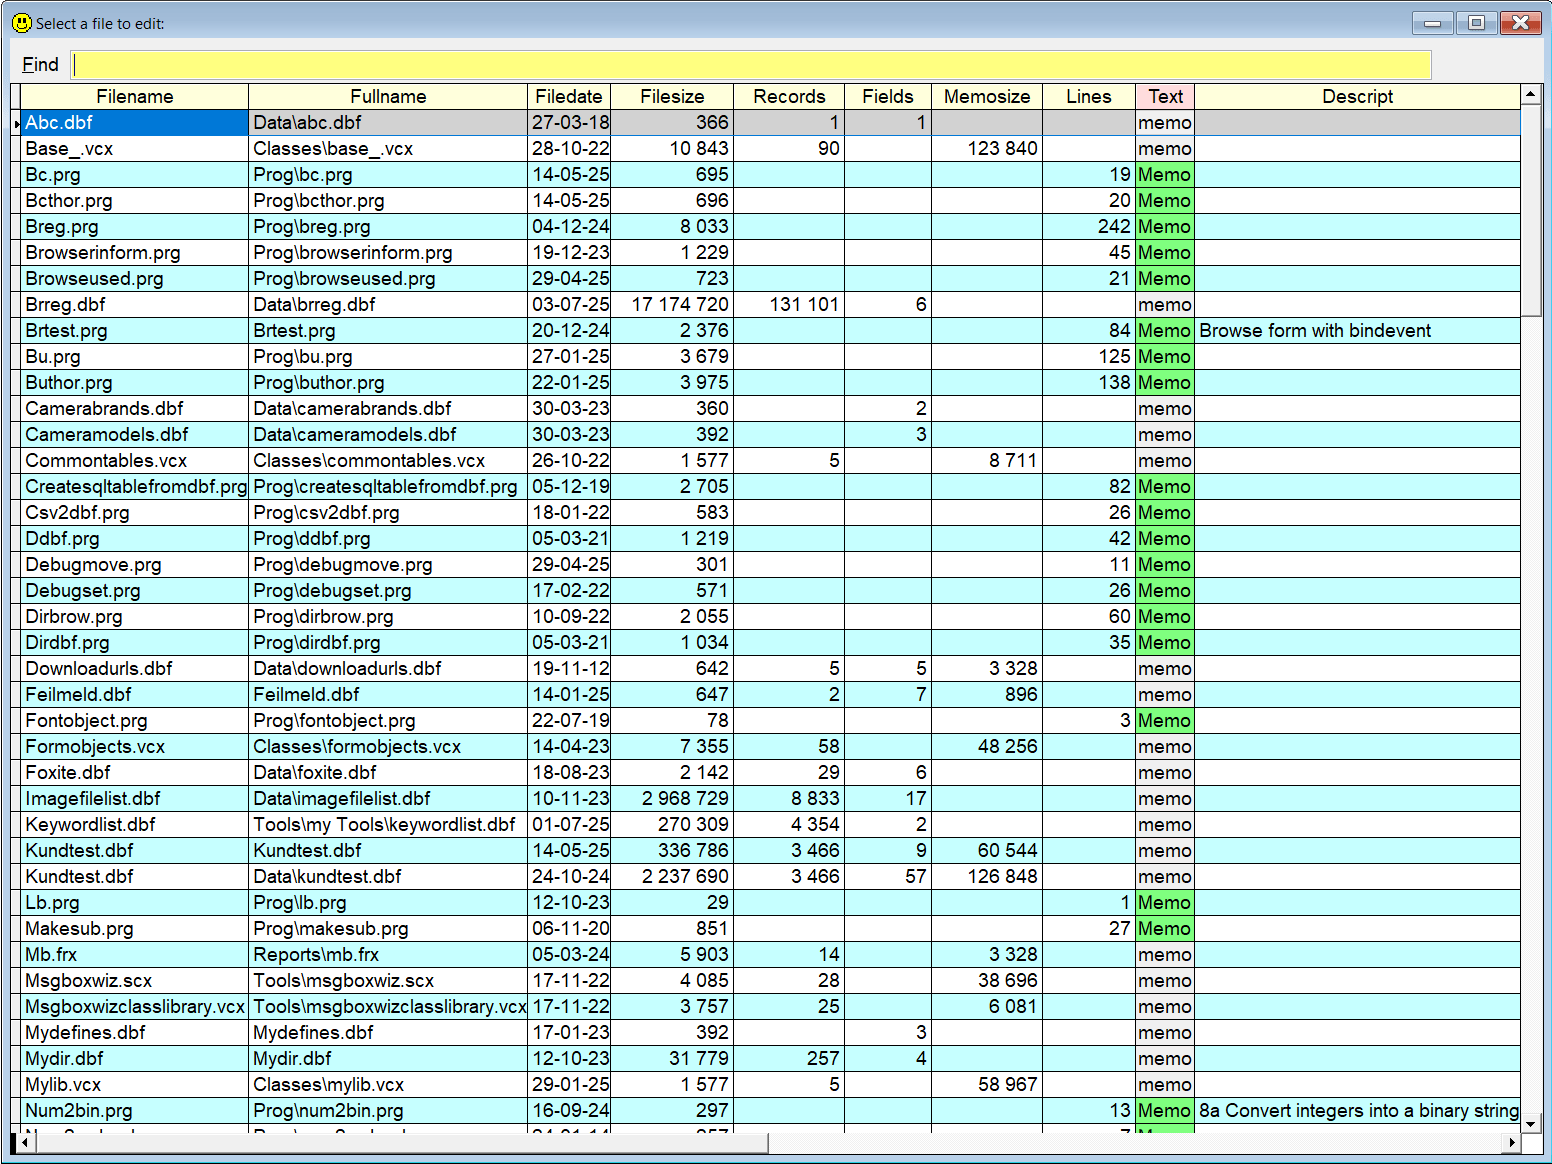 Select a file to edit:
Find
Filename Fullname Filedate Filesize Records Fields Memosize Lines Text Descript
Abc.dbf Data\abc.dbf 27-03-18 366 1 1 memo
Base_.vcx Classes\base_.vcx 28-10-22 10 843 90 123 840 memo
Bc.prg Prog\bc.prg 14-05-25 695 19 Memo
Bcthor.prg Prog\bcthor.prg 14-05-25 696 20 Memo
Breg.prg Prog\breg.prg 04-12-24 8 033 242 Memo
Browserinform.prg Prog\browserinform.prg 19-12-23 1 229 45 Memo
Browseused.prg Prog\browseused.prg 29-04-25 723 21 Memo
Brreg.dbf Data\brreg.dbf 03-07-25 17 174 720 131 101 6 memo
Brtest.prg Brtest.prg 20-12-24 2 376 84 Memo Browse form with bindevent
Bu.prg Prog\bu.prg 27-01-25 3 679 125 Memo
Buthor.prg Prog\buthor.prg 22-01-25 3 975 138 Memo
Camerabrands.dbf Data\camerabrands.dbf 30-03-23 360 2 memo
Cameramodels.dbf Data\cameramodels.dbf 30-03-23 392 3 memo
Commontables.vcx Classes\commontables.vcx 26-10-22 1 577 5 8 711 memo
Createsqltablefromdbf.prg Prog\createsqltablefromdbf.prg 05-12-19 2 705 82 Memo
Csv2dbf.prg Prog\csv2dbf.prg 18-01-22 583 26 Memo
Ddbf.prg Prog\ddbf.prg 05-03-21 1 219 42 Memo
Debugmove.prg Prog\debugmove.prg 29-04-25 301 11 Memo
Debugset.prg Prog\debugset.prg 17-02-22 571 26 Memo
Dirbrow.prg Prog\dirbrow.prg 10-09-22 2 055 60 Memo
Dirdbf.prg Prog\dirdbf.prg 05-03-21 1 034 35 Memo
Downloadurls.dbf Data\downloadurls.dbf 19-11-12 642 5 5 3 328 memo
Feilmeld.dbf Feilmeld.dbf 14-01-25 647 2 7 896 memo
Fontobject.prg Prog\fontobject.prg 22-07-19 78 3 Memo
Formobjects.vcx Classes\formobjects.vcx 14-04-23 7 355 58 48 256 memo
Foxite.dbf Data\foxite.dbf 18-08-23 2 142 29 6 memo
Imagefilelist.dbf Data\imagefilelist.dbf 10-11-23 2 968 729 8 833 17 memo
Keywordlist.dbf Tools\my Tools\keywordlist.dbf 01-07-25 270 309 4 354 2 memo
Kundtest.dbf Kundtest.dbf 14-05-25 336 786 3 466 9 60 544 memo
Kundtest.dbf Data\kundtest.dbf 24-10-24 2 237 690 3 466 57 126 848 memo
Lb.prg Prog\lb.prg 12-10-23 29 1 Memo
Makesub.prg Prog\makesub.prg 06-11-20 851 27 Memo
Mb.frx Reports\mb.frx 05-03-24 5 903 14 3 328 memo
Msgboxwiz.scx Tools\msgboxwiz.scx 17-11-22 4 085 28 38 696 memo
Msgboxwizclasslibrary.vcx Tools\msgboxwizclasslibrary.vcx 17-11-22 3 757 25 6 081 memo
Mydefines.dbf Mydefines.dbf 17-01-23 392 3 memo
Mydir.dbf Mydir.dbf 12-10-23 31 779 257 4 memo
Mylib.vcx Classes\mylib.vcx 29-01-25 1 577 5 58 967 memo
Num2bin.prg Prog\num2bin.prg 16-09-24 297 13 Memo 8a Convert integers into a binary string